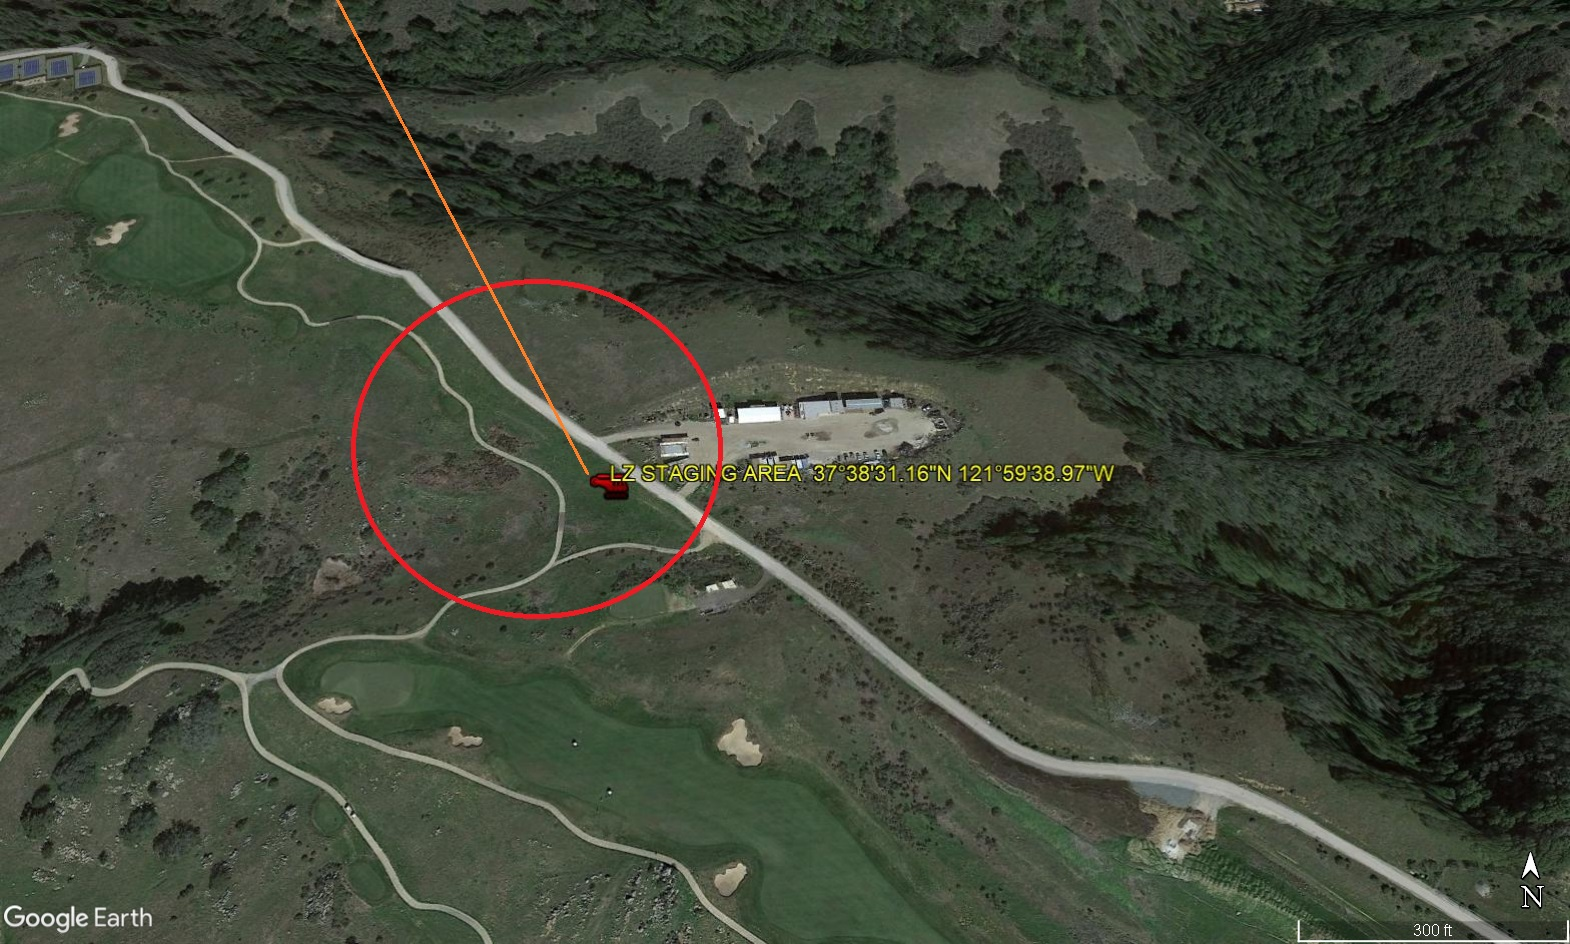 LZ STAGING AREA  37°38'31.16"N 121°59'38.97"W
N
Google Earth
300 ft